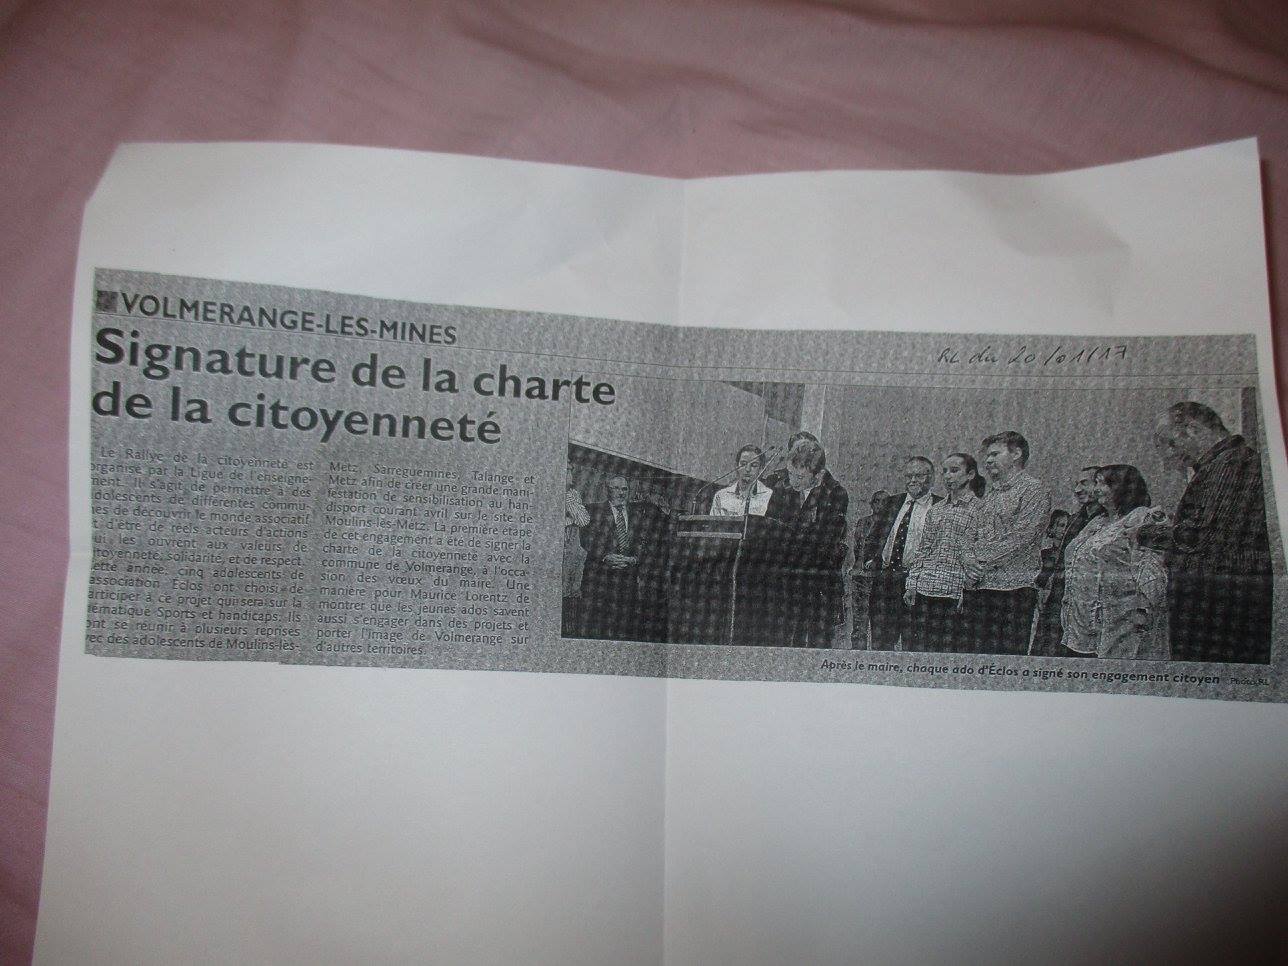 VOLMERANGE-LES-MINES
Signature de la charte
de la citoyenneté
RL du 20/01/17
Le Rallye de la citoyenneté est
organisé par la Ligue de l'enseigne-
ment. Il s'agit de permettre à des
adolescents de différentes commu-
nes de découvrir le monde associatif
et d'être de réels acteurs d'actions
qui les ouvrent aux valeurs de
citoyenneté, solidarité, et de respect.
Cette année, cinq adolescents de
association Éclos ont choisi de
participer à ce projet qui sera sur la
thématique Sports et handicaps. Ils
vont se réunir à plusieurs reprises
avec des adolescents de Moulins-lès-
Metz, Sarreguemines, Talange et
Metz afin de créer une grande mani-
festation de sensibilisation au han-
disport courant avril sur le site de
Moulins-lès-Metz. La première étape
de cet engagement a été de signer la
charte de la citoyenneté avec la
commune de Volmerange, à l'occa-
sion des vœux du maire. Une
manière pour Maurice Lorentz de
montrer que les jeunes ados savent
aussi s'engager dans des projets et
porter l'image de Volmerange sur
d'autres territoires.
Après le maire, chaque ado d'Éclos a signé son engagement citoyen Photo RL